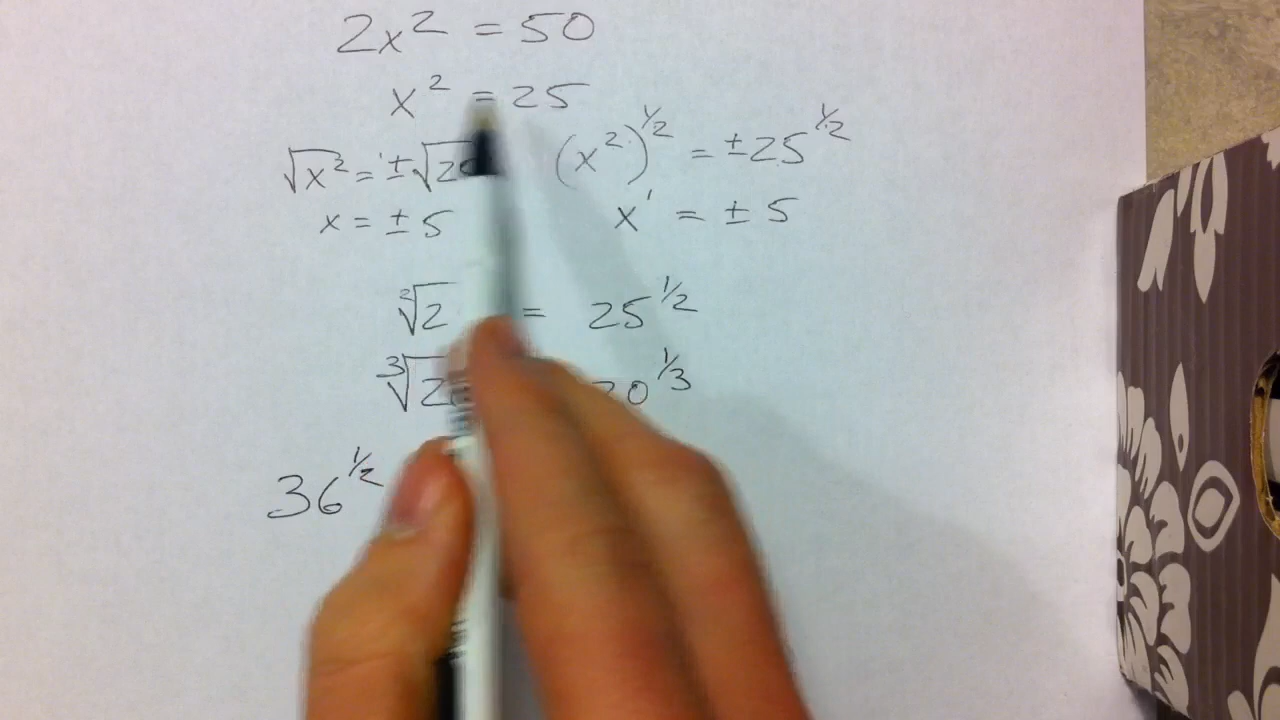 2x² = 50
x² = 25
√x² = ±√2
(x²)^½ = ±25^½
x = ± 5
x' = ± 5
²√2 = 25^½
³√2 20^⅓
36^½